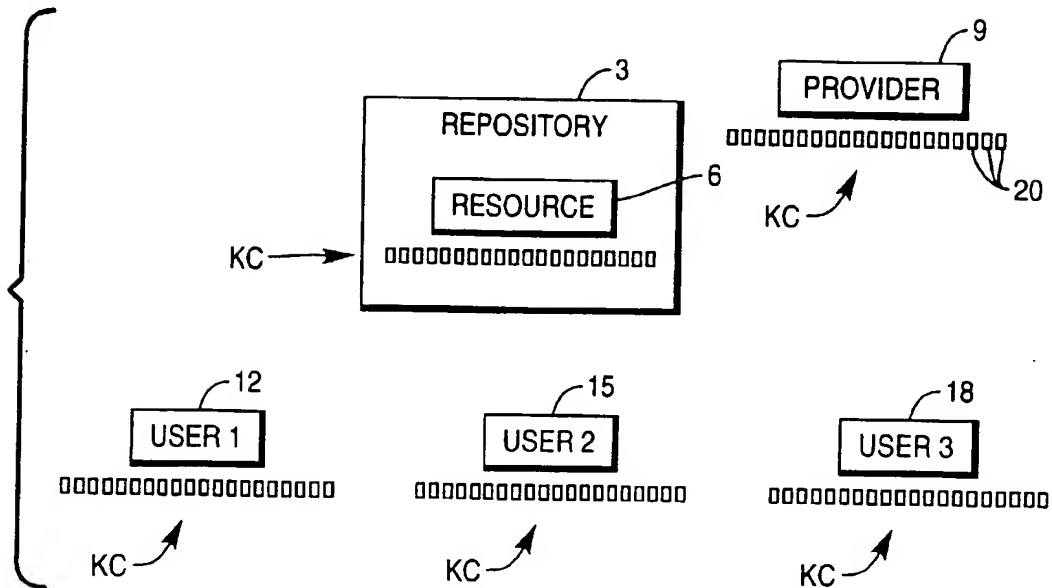 3
REPOSITORY
6
RESOURCE
KC
9
PROVIDER
20
KC
12
USER 1
KC
15
USER 2
KC
18
USER 3
KC